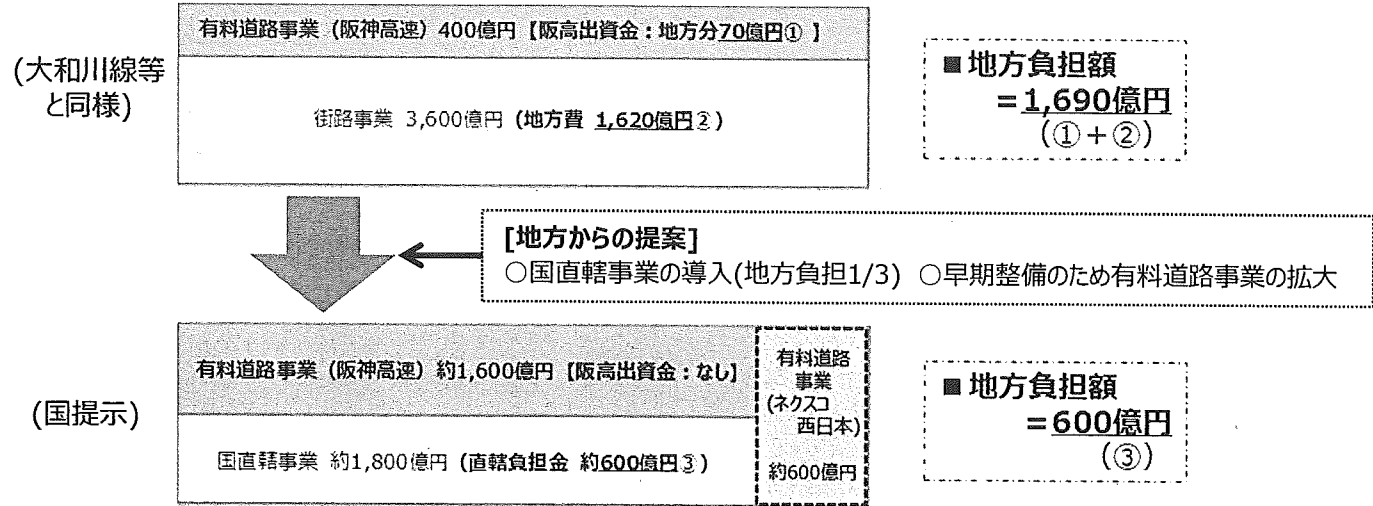 有料道路事業（阪神高速）400億円【阪高出資金：地方分70億円① 】
(大和川線等
と同様)
街路事業 3,600億円 (地方費 1,620億円②)
■地方負担額
＝1,690億円
(①＋②)
[地方からの提案]
○国直轄事業の導入(地方負担1/3) ○早期整備のため有料道路事業の拡大
(国提示)
有料道路事業（阪神高速）約1,600億円【阪高出資金：なし】
国直轄事業 約1,800億円 (直轄負担金 約600億円③)
有料道路
事業
(ネクスコ
西日本)
約600億円
■地方負担額
＝600億円
(③)